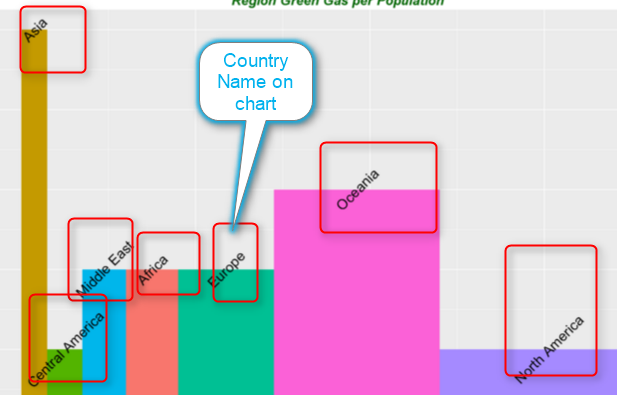 Region Green Gas per Population
Asia
Country
Name on
chart
Oceania
Middle East
Africa
Europe
Central America
North America